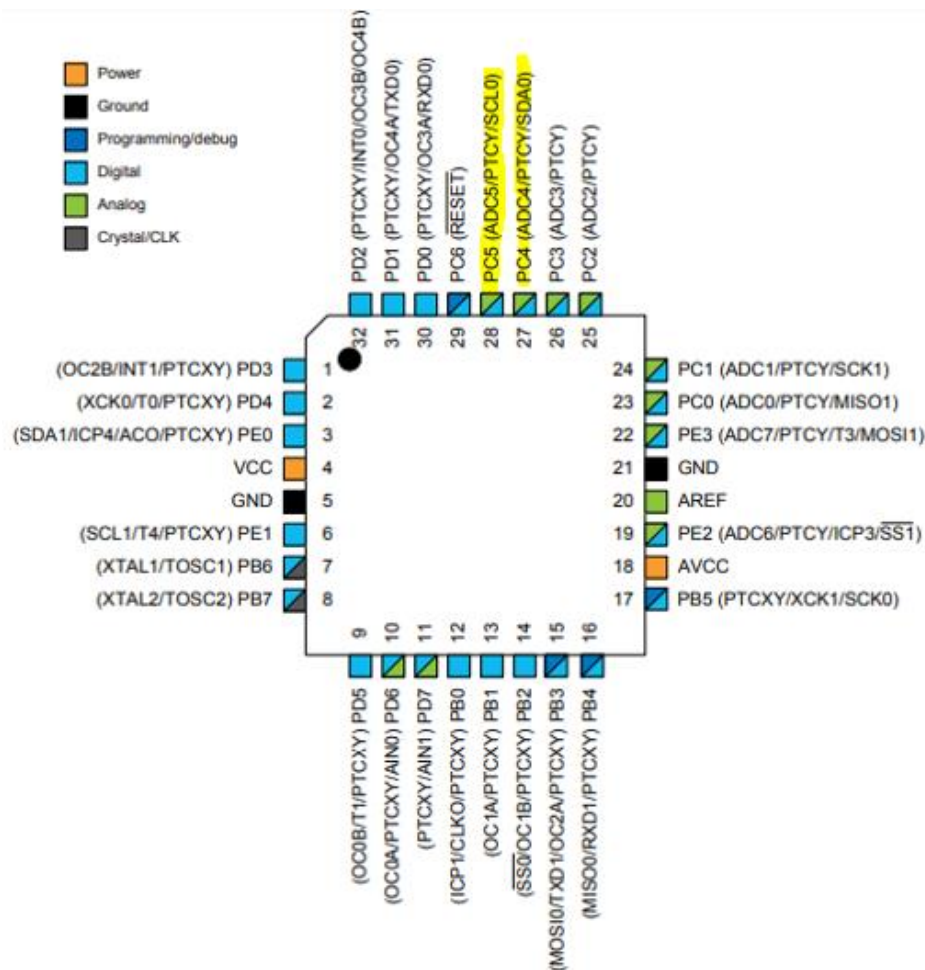 Power
Ground
Programming/debug
Digital
Analog
Crystal/CLK
PD2 (PTCXY/INT0/OC3B/OC4B)
PD1 (PTCXY/OC4A/TXD0)
PD0 (PTCXY/OC3A/RXD0)
PC6 (RESET)
PC5 (ADC5/PTCY/SCL0)
PC4 (ADC4/PTCY/SDA0)
PC3 (ADC3/PTCY)
PC2 (ADC2/PTCY)
32
31
30
29
28
27
26
25
(OC2B/INT1/PTCXY) PD3 1
(XCK0/T0/PTCXY) PD4 2
(SDA1/ICP4/ACO/PTCXY) PE0 3
VCC 4
GND 5
(SCL1/T4/PTCXY) PE1 6
(XTAL1/TOSC1) PB6 7
(XTAL2/TOSC2) PB7 8
24 PC1 (ADC1/PTCY/SCK1)
23 PC0 (ADC0/PTCY/MISO1)
22 PE3 (ADC7/PTCY/T3/MOSI1)
21 GND
20 AREF
19 PE2 (ADC6/PTCY/ICP3/SS1)
18 AVCC
17 PB5 (PTCXY/XCK1/SCK0)
9
10
11
12
13
14
15
16
(OC0B/T1/PTCXY) PD5
(OC0A/PTCXY/AIN0) PD6
(PTCXY/AIN1) PD7
(ICP1/CLKO/PTCXY) PB0
(OC1A/PTCXY) PB1
(SS0/OC1B/PTCXY) PB2
(MOSI0/TXD1/OC2A/PTCXY) PB3
(MISO0/RXD1/PTCXY) PB4